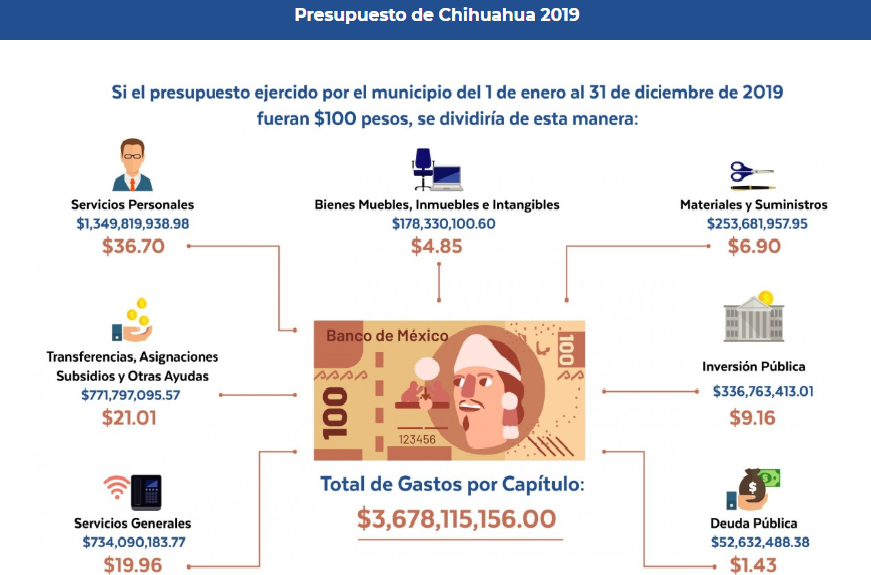 Presupuesto de Chihuahua 2019
Si el presupuesto ejercido por el municipio del 1 de enero al 31 de diciembre de 2019
fueran $100 pesos, se dividiría de esta manera:
Servicios Personales
$1,349,819,938.98
$36.70
Bienes Muebles, Inmuebles e Intangibles
$178,330,100.60
$4.85
Materiales y Suministros
$253,681,957.95
$6.90
Transferencias, Asignaciones
Subsidios y Otras Ayudas
$771,797,095.57
$21.01
Banco de México
100
100
123456
Inversión Pública
$336,763,413.01
$9.16
Servicios Generales
$734,090,183.77
$19.96
Total de Gastos por Capítulo:
$3,678,115,156.00
Deuda Pública
$52,632,488.38
$1.43